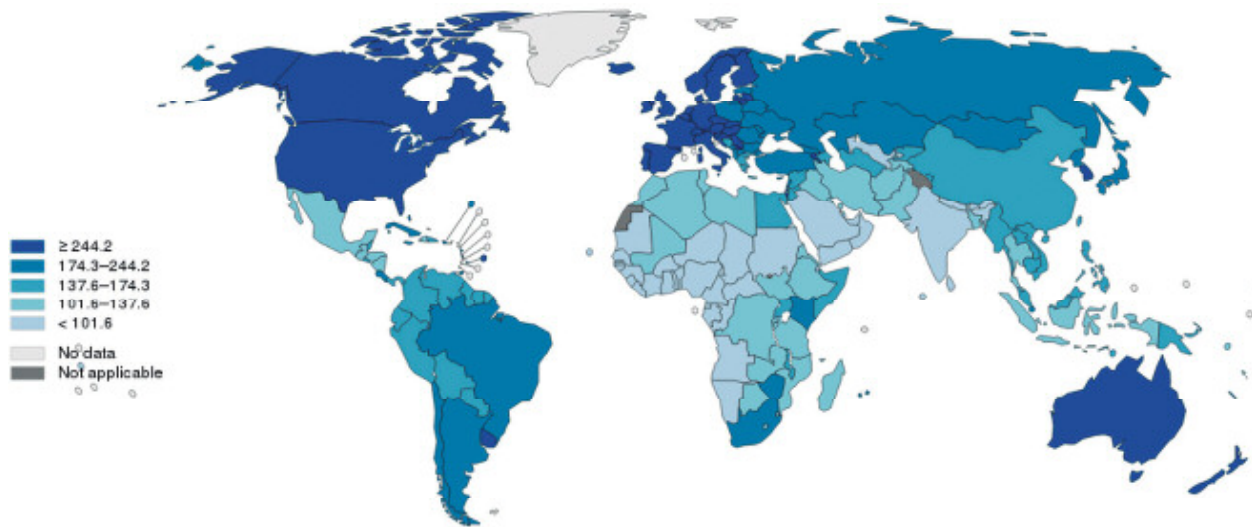 ≥ 244.2
174.3–244.2
137.6–174.3
101.6–137.6
< 101.6
No data
Not applicable